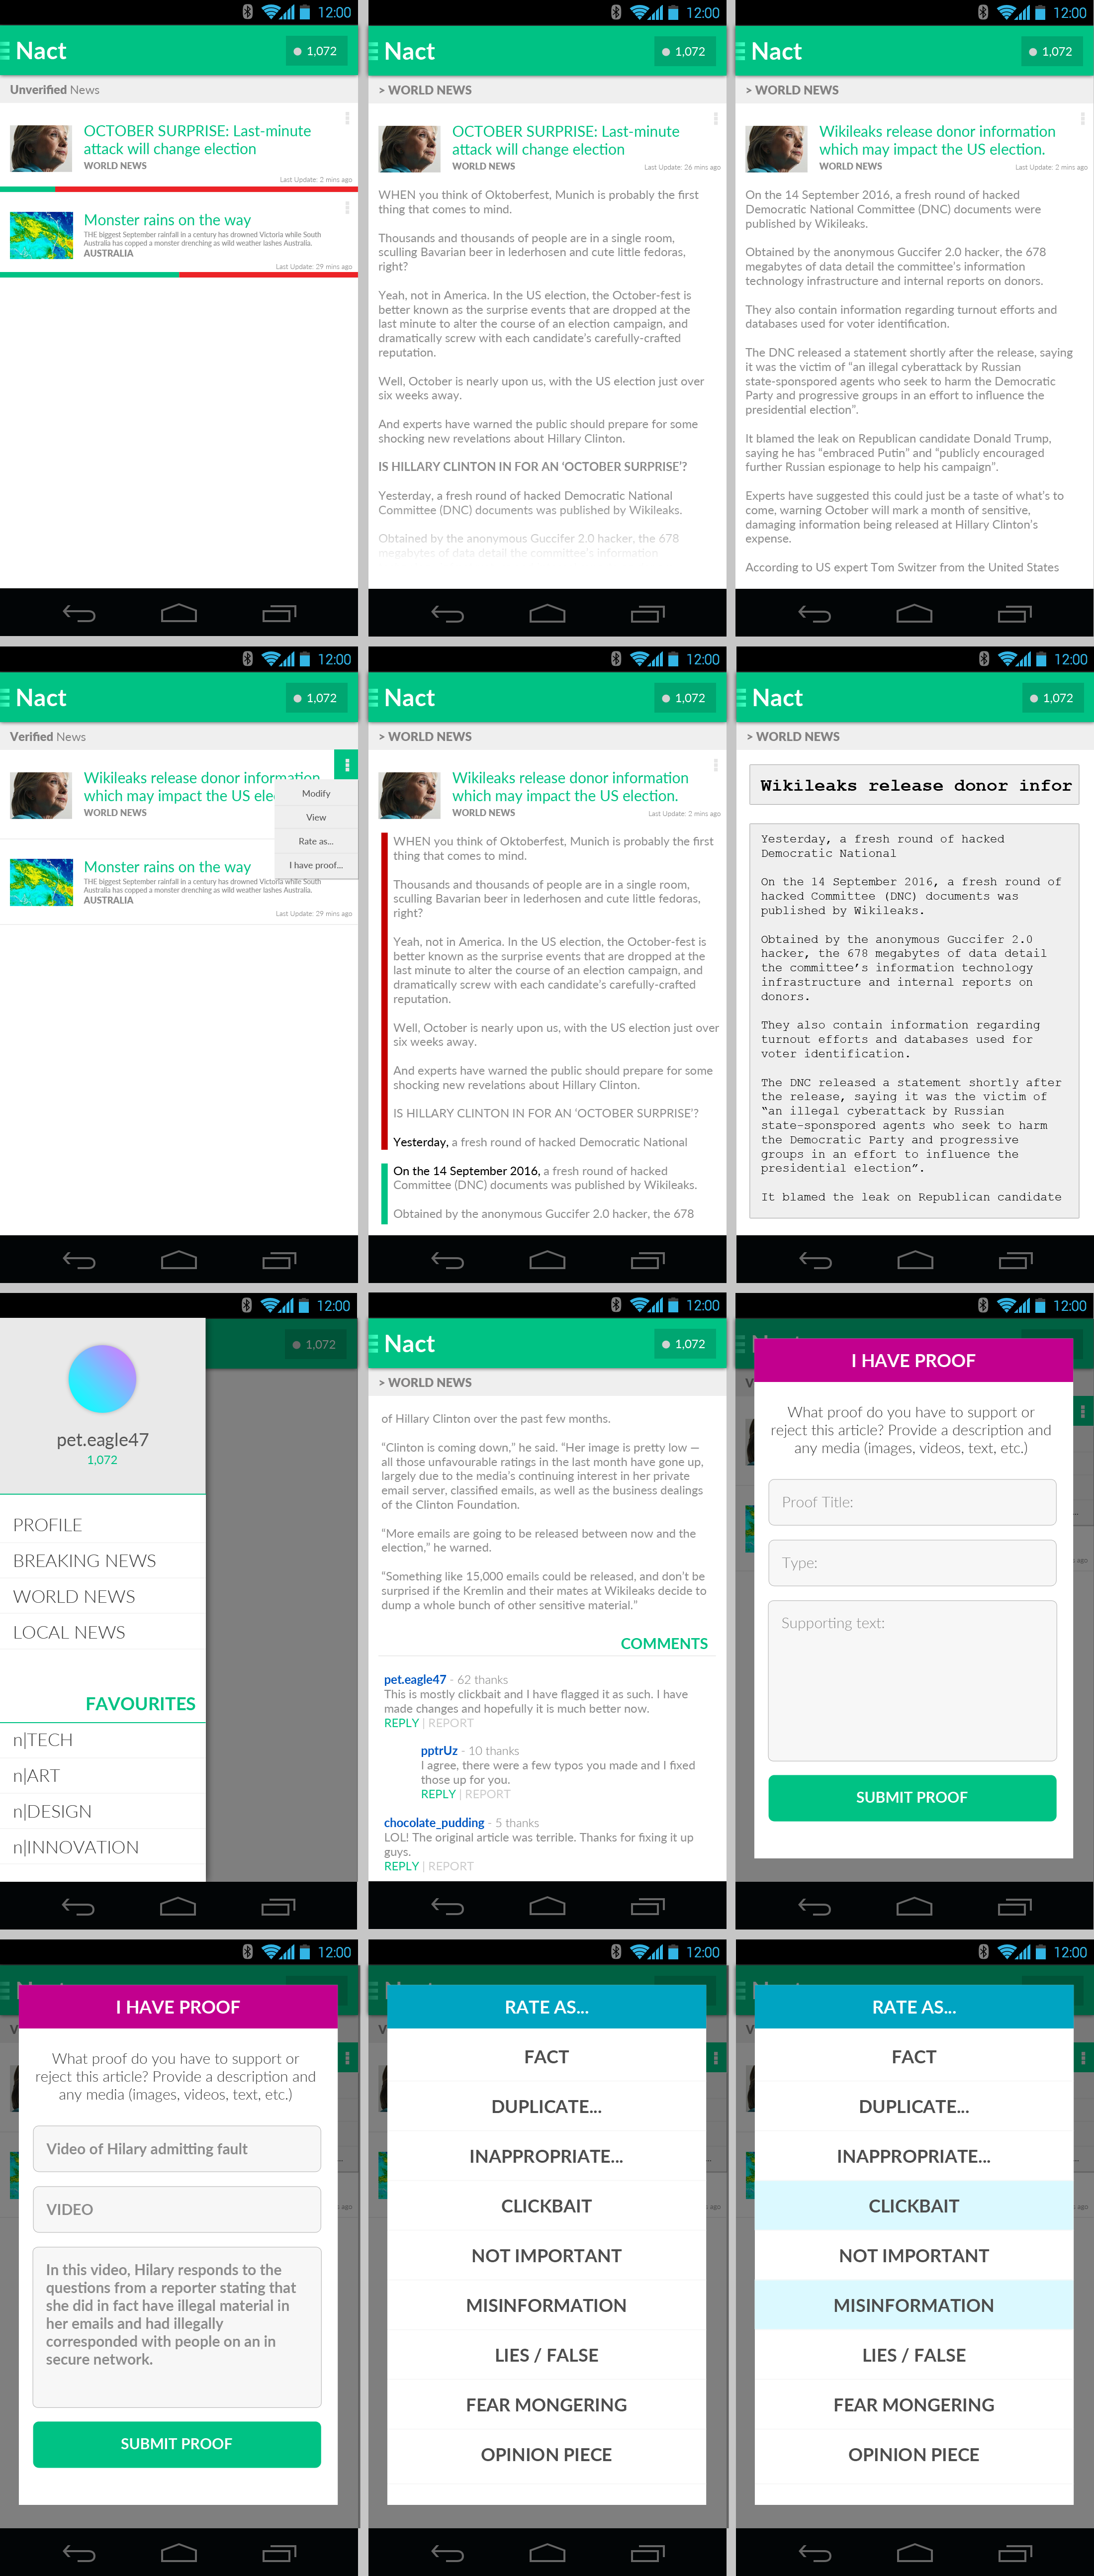 12:00
Nact
1,072
Unverified News
OCTOBER SURPRISE: Last-minute
attack will change election
WORLD NEWS
Last Update: 2 mins ago
Monster rains on the way
THE biggest September rainfall in a century has drowned Victoria while South
Australia has copped a monster drenching as wild weather lashes Australia.
AUSTRALIA
Last Update: 29 mins ago
12:00
Nact
1,072
> WORLD NEWS
OCTOBER SURPRISE: Last-minute
attack will change election
WORLD NEWS
Last Update: 26 mins ago
WHEN you think of Oktoberfest, Munich is probably the first
thing that comes to mind.
Thousands and thousands of people are in a single room,
sculling Bavarian beer in lederhosen and cute little fedoras,
right?
Yeah, not in America. In the US election, the October-fest is
better known as the surprise events that are dropped at the
last minute to alter the course of an election campaign, and
dramatically screw with each candidate's carefully-crafted
reputation.
Well, October is nearly upon us, with the US election just over
six weeks away.
And experts have warned the public should prepare for some
shocking new revelations about Hillary Clinton.
IS HILLARY CLINTON IN FOR AN 'OCTOBER SURPRISE'?
Yesterday, a fresh round of hacked Democratic National
Committee (DNC) documents was published by Wikileaks.
Obtained by the anonymous Guccifer 2.0 hacker, the 678
megabytes of data detail the committee's information
12:00
Nact
1,072
> WORLD NEWS
Wikileaks release donor information
which may impact the US election.
WORLD NEWS
Last Update: 2 mins ago
On the 14 September 2016, a fresh round of hacked
Democratic National Committee (DNC) documents were
published by Wikileaks.
Obtained by the anonymous Guccifer 2.0 hacker, the 678
megabytes of data detail the committee's information
technology infrastructure and internal reports on donors.
They also contain information regarding turnout efforts and
databases used for voter identification.
The DNC released a statement shortly after the release, saying
it was the victim of "an illegal cyberattack by Russian
state-sponspored agents who seek to harm the Democratic
Party and progressive groups in an effort to influence the
presidential election".
It blamed the leak on Republican candidate Donald Trump,
saying he has "embraced Putin" and "publicly encouraged
further Russian espionage to help his campaign".
Experts have suggested this could just be a taste of what's to
come, warning October will mark a month of sensitive,
damaging information being released at Hillary Clinton's
expense.
According to US expert Tom Switzer from the United States
12:00
Nact
1,072
Verified News
Wikileaks release donor information
which may impact the US elec
WORLD NEWS
Modify
View
Rate as...
I have proof...
Monster rains on the way
THE biggest September rainfall in a century has drowned Victoria while South
Australia has copped a monster drenching as wild weather lashes Australia.
AUSTRALIA
Last Update: 29 mins ago
12:00
Nact
1,072
> WORLD NEWS
Wikileaks release donor information
which may impact the US election.
WORLD NEWS
Last Update: 2 mins ago
WHEN you think of Oktoberfest, Munich is probably the first
thing that comes to mind.
Thousands and thousands of people are in a single room,
sculling Bavarian beer in lederhosen and cute little fedoras,
right?
Yeah, not in America. In the US election, the October-fest is
better known as the surprise events that are dropped at the
last minute to alter the course of an election campaign, and
dramatically screw with each candidate's carefully-crafted
reputation.
Well, October is nearly upon us, with the US election just over
six weeks away.
And experts have warned the public should prepare for some
shocking new revelations about Hillary Clinton.
IS HILLARY CLINTON IN FOR AN 'OCTOBER SURPRISE'?
Yesterday, a fresh round of hacked Democratic National
On the 14 September 2016, a fresh round of hacked
Committee (DNC) documents was published by Wikileaks.
Obtained by the anonymous Guccifer 2.0 hacker, the 678
12:00
Nact
1,072
> WORLD NEWS
Wikileaks release donor infor
Yesterday, a fresh round of hacked
Democratic National
On the 14 September 2016, a fresh round of
hacked Committee (DNC) documents was
published by Wikileaks.
Obtained by the anonymous Guccifer 2.0
hacker, the 678 megabytes of data detail
the committee's information technology
infrastructure and internal reports on
donors.
They also contain information regarding
turnout efforts and databases used for
voter identification.
The DNC released a statement shortly after
the release, saying it was the victim of
"an illegal cyberattack by Russian
state-sponspored agents who seek to harm
the Democratic Party and progressive
groups in an effort to influence the
presidential election".
It blamed the leak on Republican candidate
12:00
1,072
pet.eagle47
1,072
PROFILE
BREAKING NEWS
WORLD NEWS
LOCAL NEWS
FAVOURITES
n|TECH
n|ART
n|DESIGN
n|INNOVATION
12:00
Nact
1,072
> WORLD NEWS
of Hillary Clinton over the past few months.
"Clinton is coming down," he said. "Her image is pretty low —
all those unfavourable ratings in the last month have gone up,
largely due to the media's continuing interest in her private
email server, classified emails, as well as the business dealings
of the Clinton Foundation.
"More emails are going to be released between now and the
election," he warned.
"Something like 15,000 emails could be released, and don't be
surprised if the Kremlin and their mates at Wikileaks decide to
dump a whole bunch of other sensitive material."
COMMENTS
pet.eagle47 - 62 thanks
This is mostly clickbait and I have flagged it as such. I have
made changes and hopefully it is much better now.
REPLY | REPORT
pptrUz - 10 thanks
I agree, there were a few typos you made and I fixed
those up for you.
REPLY | REPORT
chocolate_pudding - 5 thanks
LOL! The original article was terrible. Thanks for fixing it up
guys.
REPLY | REPORT
12:00
I HAVE PROOF
What proof do you have to support or
reject this article? Provide a description and
any media (images, videos, text, etc.)
Proof Title:
Type:
Supporting text:
SUBMIT PROOF
12:00
I HAVE PROOF
What proof do you have to support or
reject this article? Provide a description and
any media (images, videos, text, etc.)
Video of Hilary admitting fault
VIDEO
In this video, Hilary responds to the
questions from a reporter stating that
she did in fact have illegal material in
her emails and had illegally
corresponded with people on an in
secure network.
SUBMIT PROOF
12:00
RATE AS...
FACT
DUPLICATE...
INAPPROPRIATE...
CLICKBAIT
NOT IMPORTANT
MISINFORMATION
LIES / FALSE
FEAR MONGERING
OPINION PIECE
12:00
RATE AS...
FACT
DUPLICATE...
INAPPROPRIATE...
CLICKBAIT
NOT IMPORTANT
MISINFORMATION
LIES / FALSE
FEAR MONGERING
OPINION PIECE